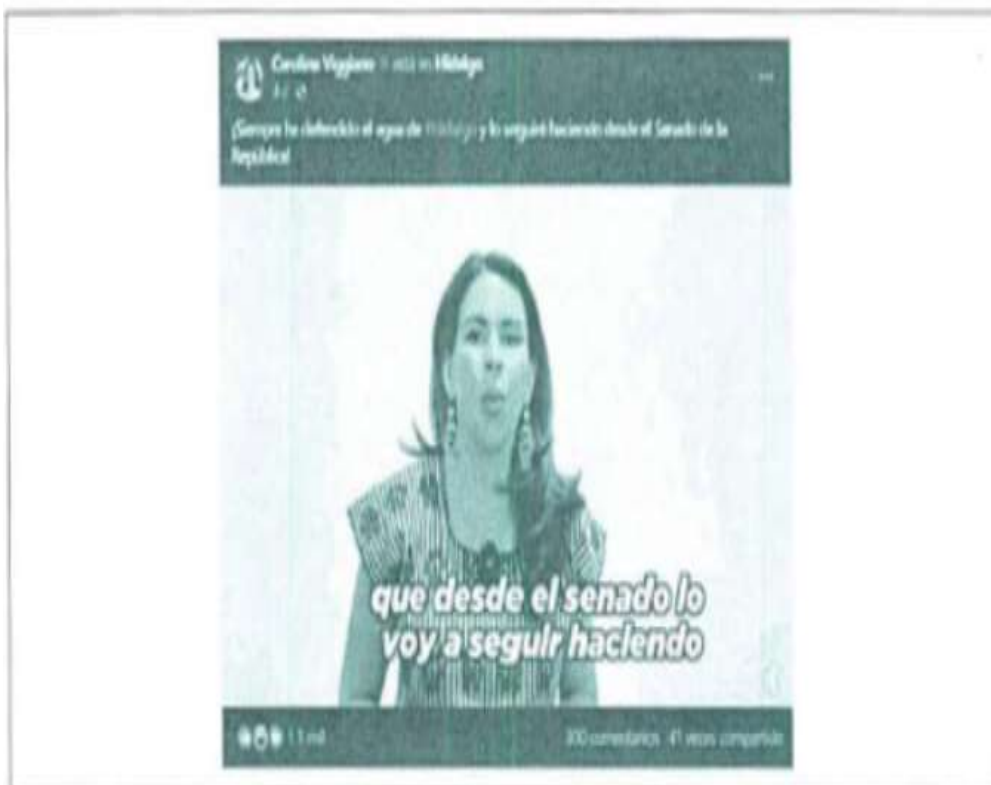 Carolina Viggiano está en Hidalgo
¡Siempre he defendido el agua de Hidalgo y lo seguiré haciendo desde el Senado de la
República!
que desde el senado lo
voy a seguir haciendo
1.1 mil
comentarios 41 veces compartido